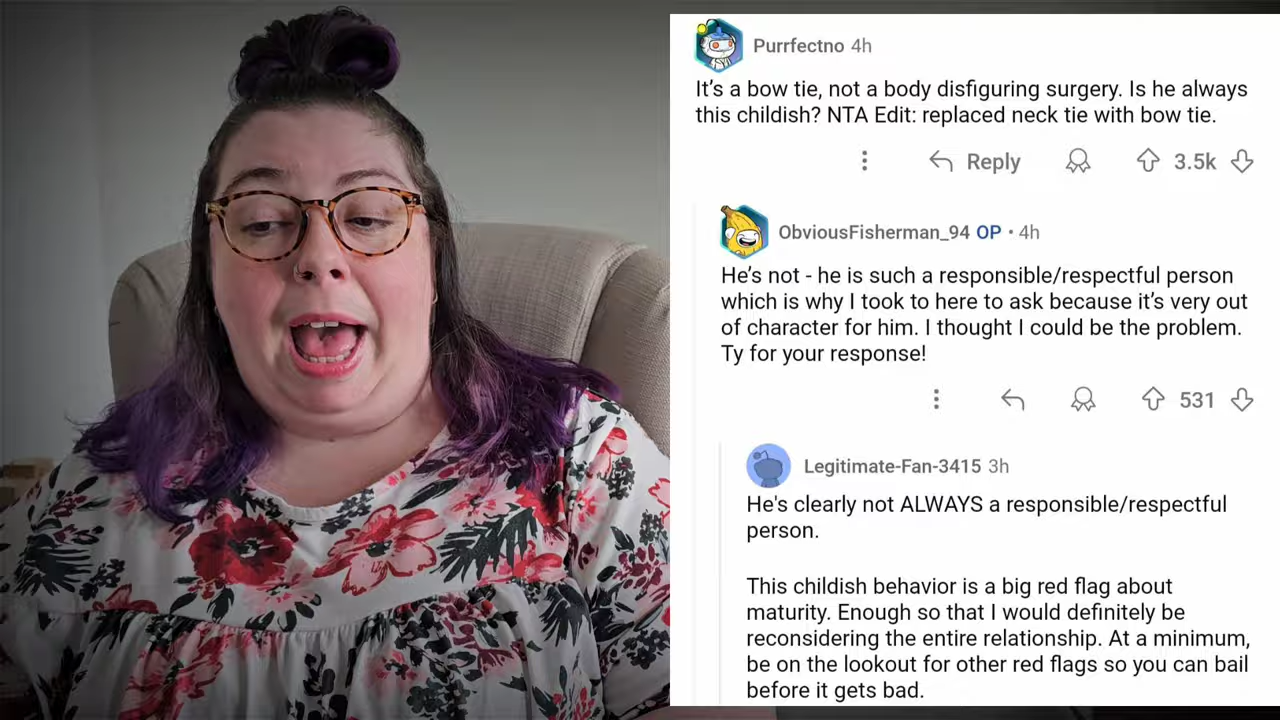 Purrfectno 4h
It's a bow tie, not a body disfiguring surgery. Is he always
this childish? NTA Edit: replaced neck tie with bow tie.
Reply 3.5k
ObviousFisherman_94 OP • 4h
He's not - he is such a responsible/respectful person
which is why I took to here to ask because it's very out
of character for him. I thought I could be the problem.
Ty for your response!
531
Legitimate-Fan-3415 3h
He's clearly not ALWAYS a responsible/respectful
person.
This childish behavior is a big red flag about
maturity. Enough so that I would definitely be
reconsidering the entire relationship. At a minimum,
be on the lookout for other red flags so you can bail
before it gets bad.